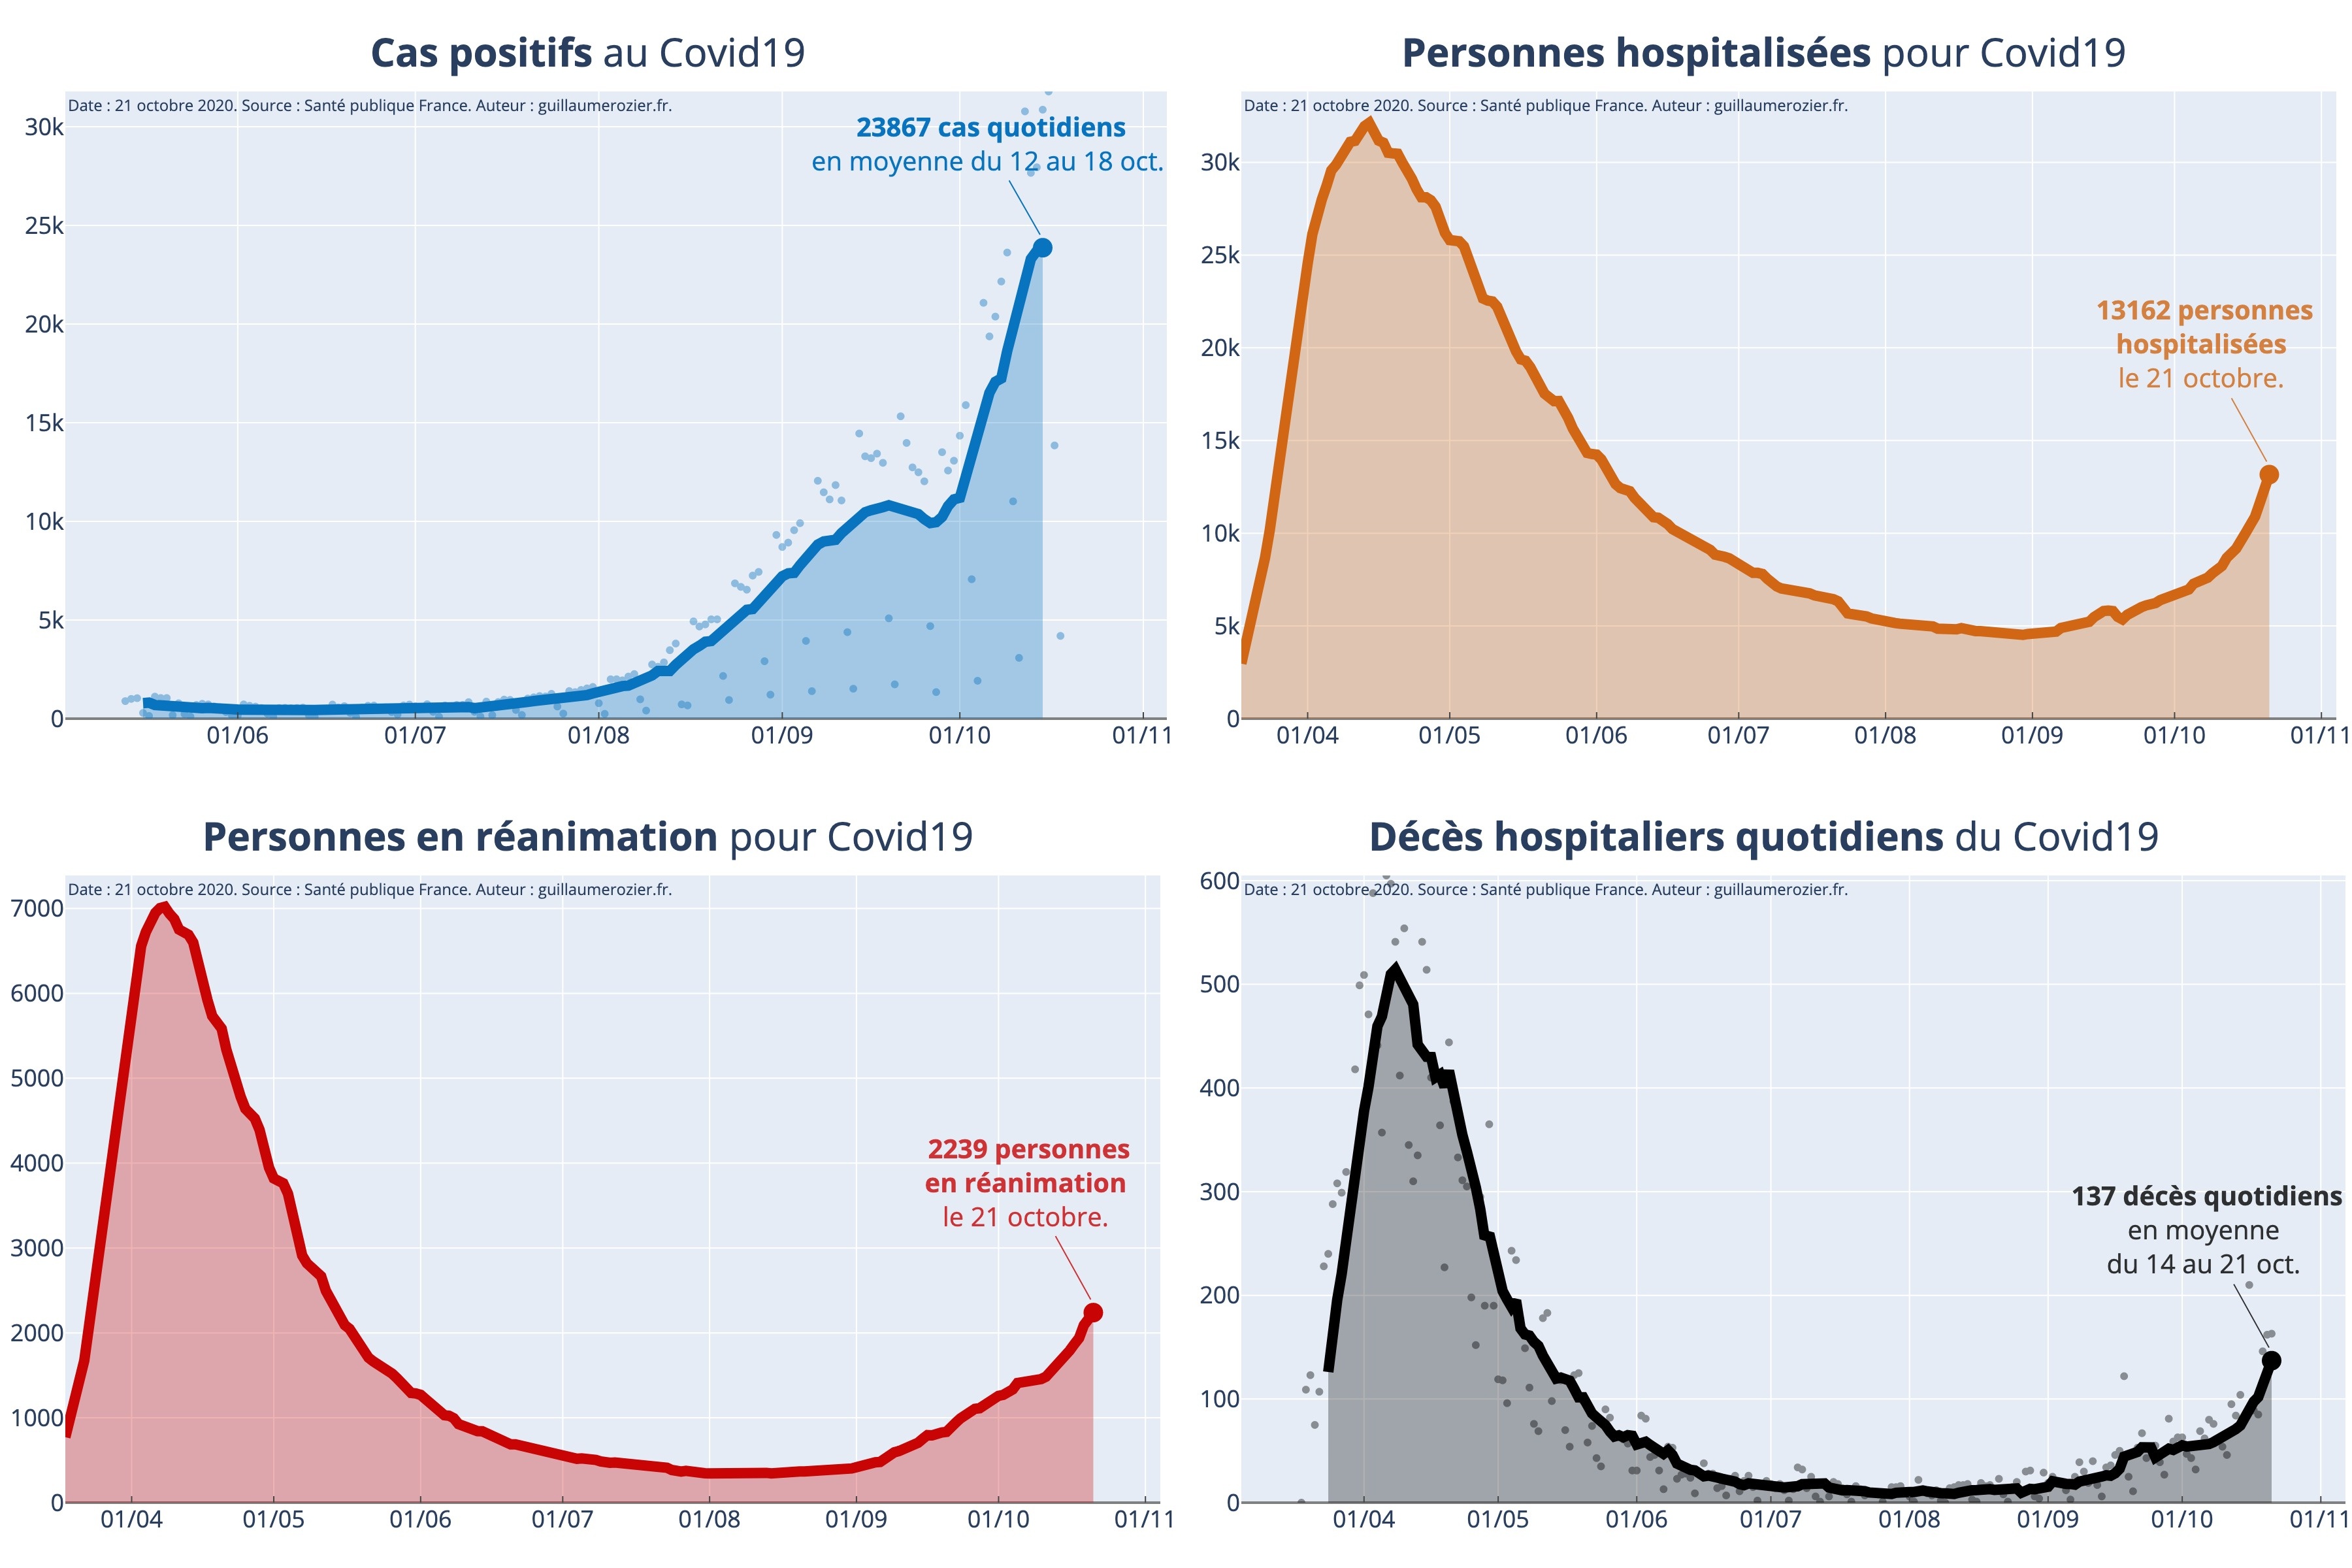 Cas positifs au Covid19
Date : 21 octobre 2020. Source : Santé publique France. Auteur : guillaumerozier.fr.
23867 cas quotidiens
en moyenne du 12 au 18 oct.
30k
25k
20k
15k
10k
5k
0
01/06
01/07
01/08
01/09
01/10
01/11
Personnes hospitalisées pour Covid19
Date : 21 octobre 2020. Source : Santé publique France. Auteur : guillaumerozier.fr.
13162 personnes
hospitalisées
le 21 octobre.
30k
25k
20k
15k
10k
5k
0
01/04
01/05
01/06
01/07
01/08
01/09
01/10
01/11
Personnes en réanimation pour Covid19
Date : 21 octobre 2020. Source : Santé publique France. Auteur : guillaumerozier.fr.
2239 personnes
en réanimation
le 21 octobre.
7000
6000
5000
4000
3000
2000
1000
0
01/04
01/05
01/06
01/07
01/08
01/09
01/10
01/11
Décès hospitaliers quotidiens du Covid19
Date : 21 octobre 2020. Source : Santé publique France. Auteur : guillaumerozier.fr.
137 décès quotidiens
en moyenne
du 14 au 21 oct.
600
500
400
300
200
100
0
01/04
01/05
01/06
01/07
01/08
01/09
01/10
01/11